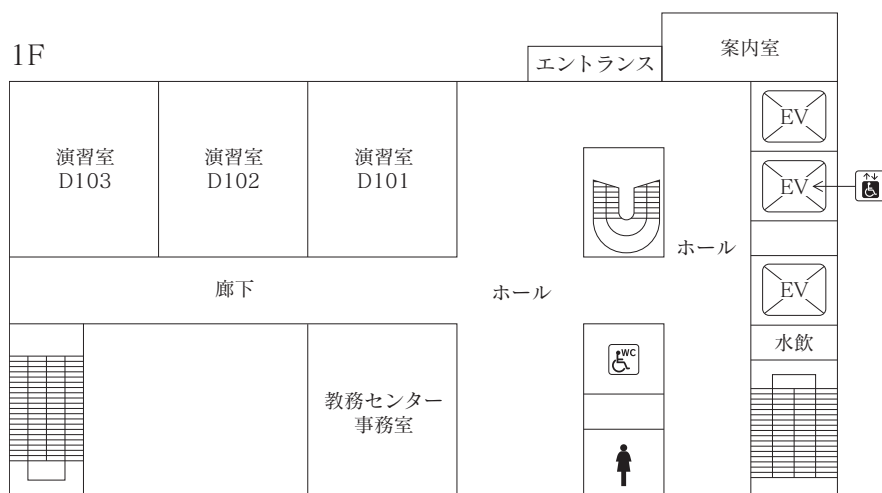 1F
エントランス
案内室
演習室
D103
演習室
D102
演習室
D101
EV
EV
ホール
廊下
ホール
EV
水飲
WC
教務センター
事務室